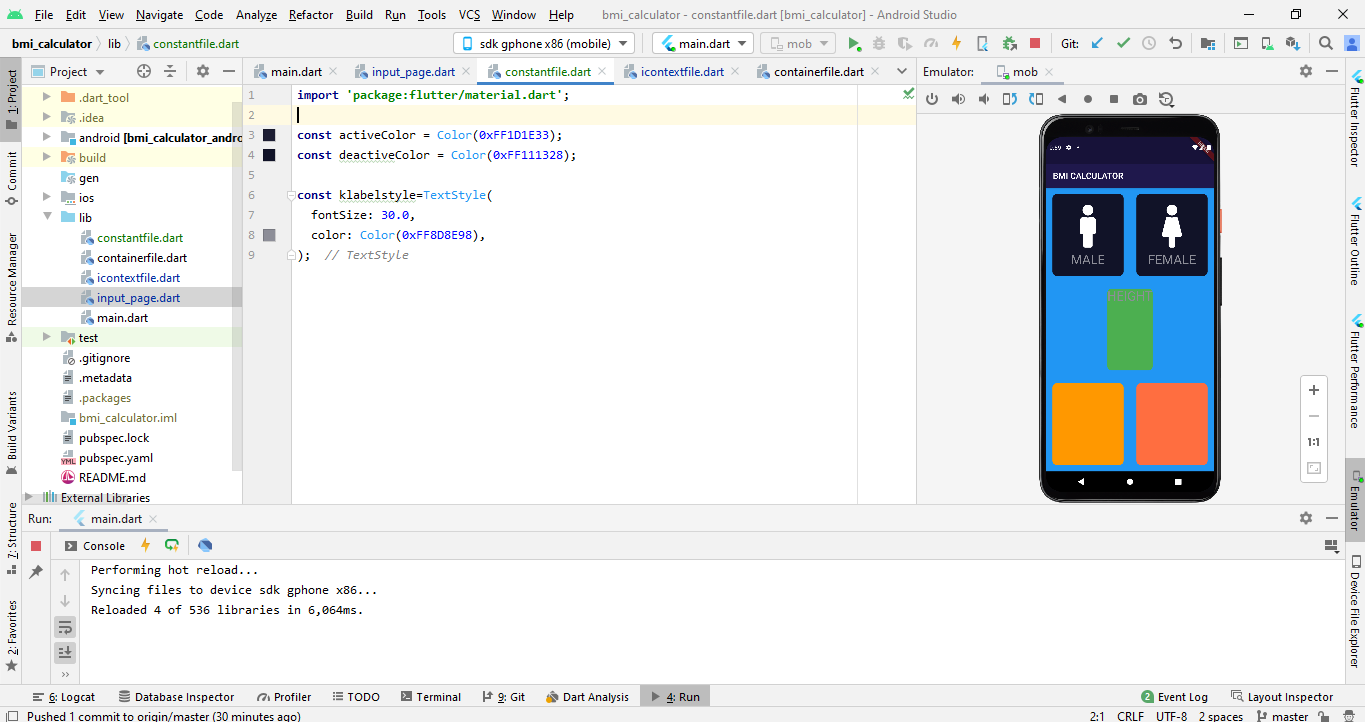 File Edit View Navigate Code Analyze Refactor Build Run Tools VCS Window Help bmi_calculator - constantfile.dart [bmi_calculator] - Android Studio
bmi_calculator lib constantfile.dart sdk gphone x86 (mobile) main.dart mob Git:
1: Project
Commit
Resource Manager
Build Variants
7: Structure
2: Favorites
Project
.dart_tool
.idea
android [bmi_calculator_andro
build
gen
ios
lib
constantfile.dart
containerfile.dart
icontextfile.dart
input_page.dart
main.dart
test
.gitignore
.metadata
.packages
bmi_calculator.iml
pubspec.lock
pubspec.yaml
README.md
External Libraries
main.dart input_page.dart constantfile.dart icontextfile.dart containerfile.dart
1 import 'package:flutter/material.dart';
2
3 const activeColor = Color(0xFF1D1E33);
4 const deactiveColor = Color(0xFF111328);
5
6 const klabelstyle=TextStyle(
7 fontSize: 30.0,
8 color: Color(0xFF8D8E98),
9 ); // TextStyle
Emulator: mob
BMI CALCULATOR
MALE FEMALE
HEIGHT
1:1
Flutter Inspector
Flutter Outline
Flutter Performance
Emulator
Device File Explorer
Run: main.dart
Console
Performing hot reload...
Syncing files to device sdk gphone x86...
Reloaded 4 of 536 libraries in 6,064ms.
6: Logcat Database Inspector Profiler TODO Terminal 9: Git Dart Analysis 4: Run 2 Event Log Layout Inspector
Pushed 1 commit to origin/master (30 minutes ago) 2:1 CRLF UTF-8 2 spaces master